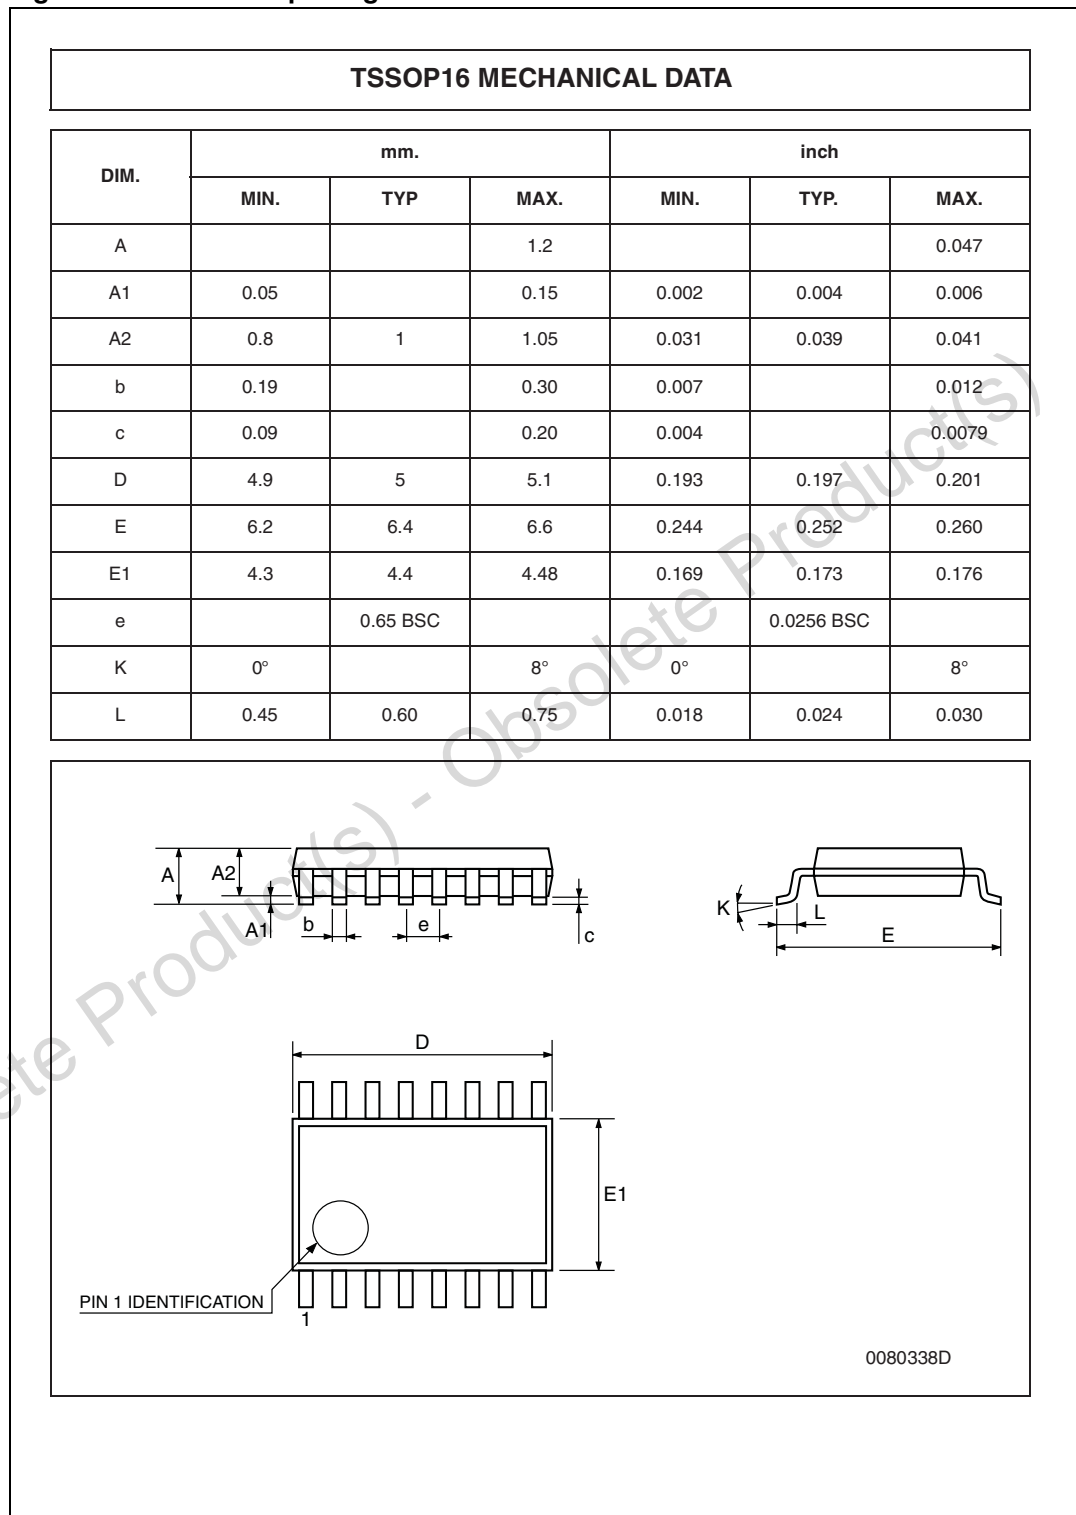 TSSOP16 MECHANICAL DATA
DIM. mm. inch
MIN. TYP MAX. MIN. TYP. MAX.
A 1.2 0.047
A1 0.05 0.15 0.002 0.004 0.006
A2 0.8 1 1.05 0.031 0.039 0.041
b 0.19 0.30 0.007 0.012
c 0.09 0.20 0.004 0.0079
D 4.9 5 5.1 0.193 0.197 0.201
E 6.2 6.4 6.6 0.244 0.252 0.260
E1 4.3 4.4 4.48 0.169 0.173 0.176
e 0.65 BSC 0.0256 BSC
K 0° 8° 0° 8°
L 0.45 0.60 0.75 0.018 0.024 0.030
A A2
A1 b e c
K L E
D
E1
PIN 1 IDENTIFICATION
1
0080338D
Product(s) - Obsolete Product(s)